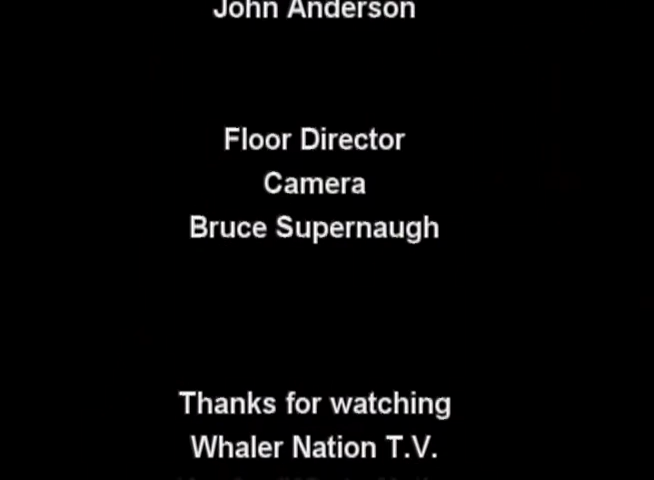 John Anderson
Floor Director
Camera
Bruce Supernaugh
Thanks for watching
Whaler Nation T.V.